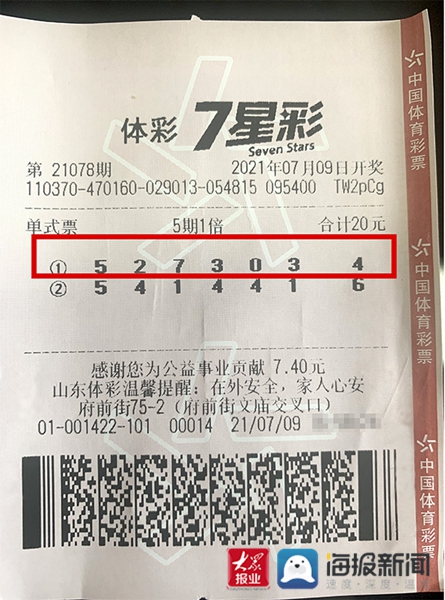 体彩 7星彩
Seven Stars
第 21078期 2021年07月09日开奖
110370-470160-029013-054815 095400 TW2pCg
单式票 5期1倍 合计20元
① 5 2 7 3 0 3 4
② 5 4 1 4 4 1 6
感谢您为公益事业贡献 7.40元
山东体彩温馨提醒：在外安全，家人心安
府前街75-2（府前街文庙交叉口）
01-001422-101 00014 21/07/09
中国体育彩票
中国体育彩票
中国体育彩票
大众报业
海报新闻
速度·深度·温度